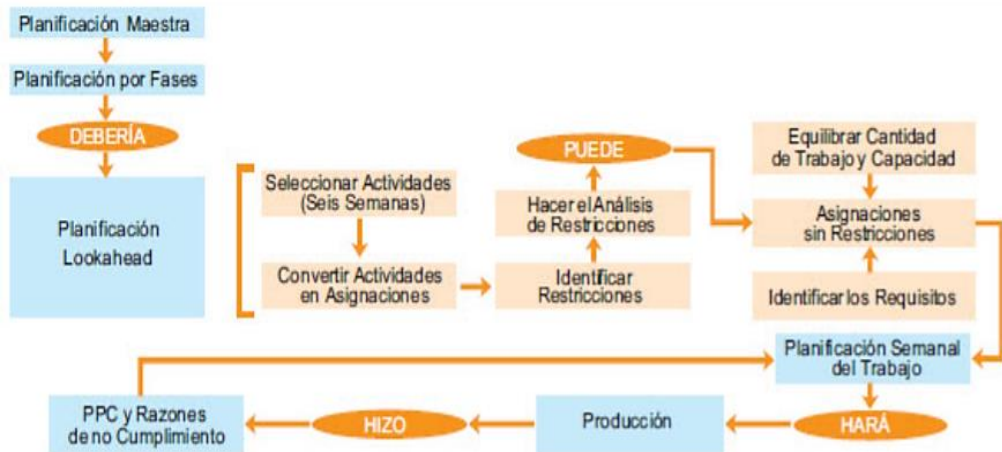 Planificación Maestra
Planificación por Fases
DEBERÍA
Planificación
Lookahead
Seleccionar Actividades
(Seis Semanas)
Convertir Actividades
en Asignaciones
Identificar
Restricciones
Hacer el Análisis
de Restricciones
PUEDE
Equilibrar Cantidad
de Trabajo y Capacidad
Asignaciones
sin Restricciones
Identificar los Requisitos
Planificación Semanal
del Trabajo
HARÁ
Producción
HIZO
PPC y Razones
de no Cumplimiento